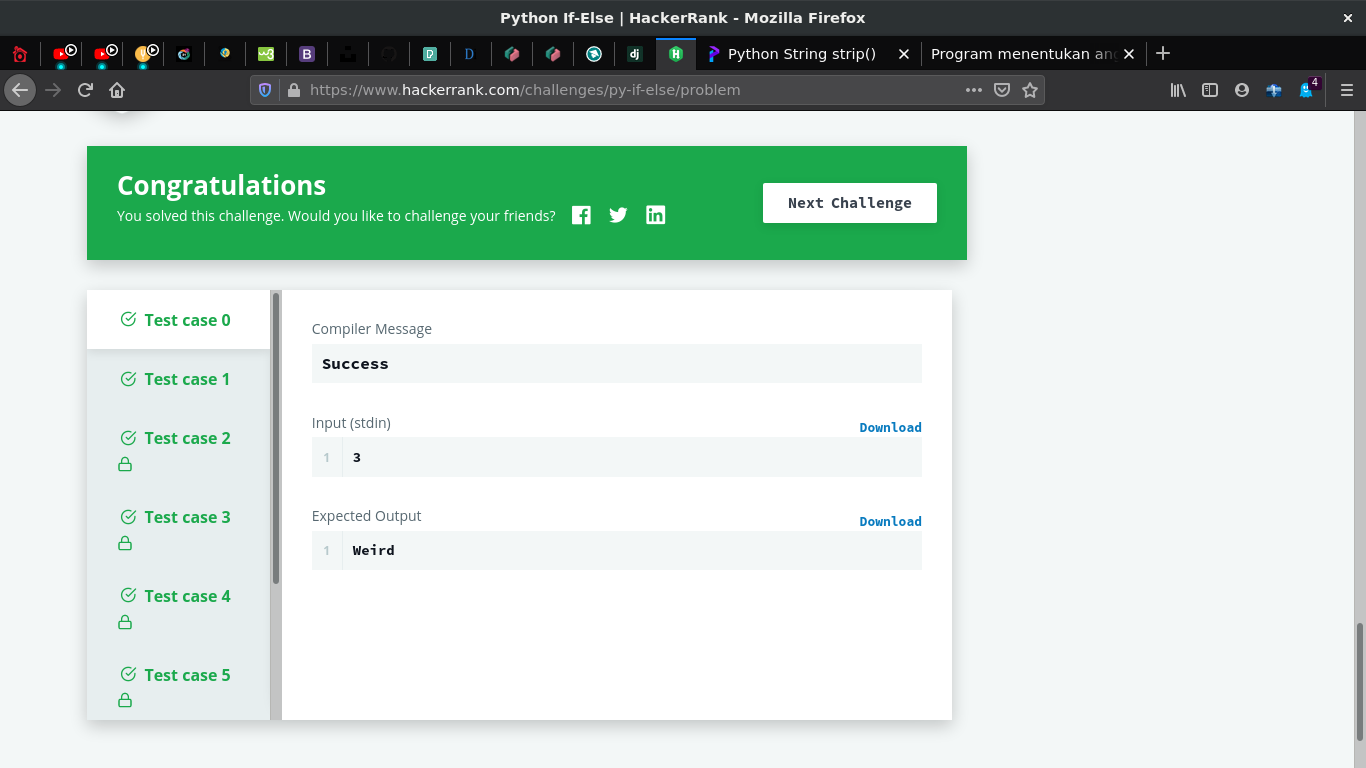 Python If-Else | HackerRank - Mozilla Firefox
Python String strip()
Program menentukan ang
https://www.hackerrank.com/challenges/py-if-else/problem
4
Congratulations
You solved this challenge. Would you like to challenge your friends?
Next Challenge
Test case 0
Test case 1
Test case 2
Test case 3
Test case 4
Test case 5
Compiler Message
Success
Input (stdin)
Download
1 3
Expected Output
Download
1 Weird